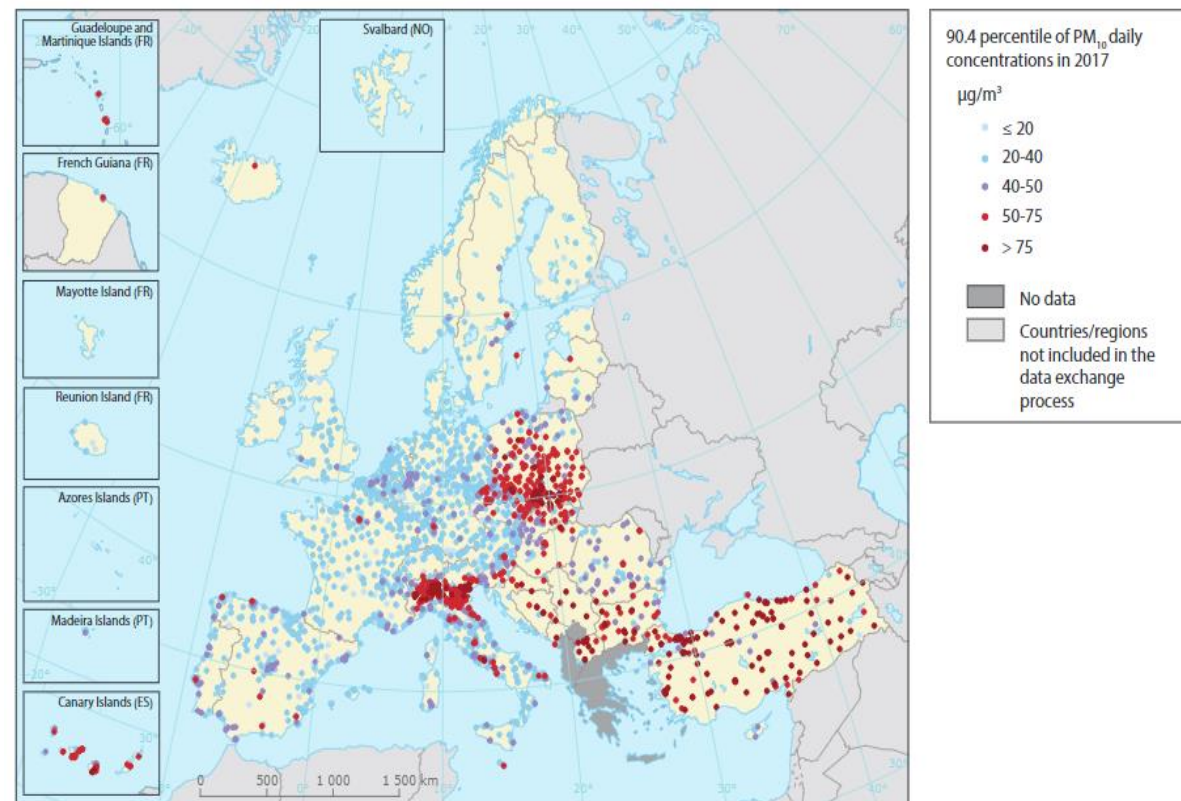 Guadeloupe and
Martinique Islands (FR)
Svalbard (NO)
French Guiana (FR)
Mayotte Island (FR)
Reunion Island (FR)
Azores Islands (PT)
Madeira Islands (PT)
Canary Islands (ES)
0 500 1 000 1 500 km
90.4 percentile of PM₁₀ daily
concentrations in 2017
µg/m³
≤ 20
20-40
40-50
50-75
> 75
No data
Countries/regions
not included in the
data exchange
process